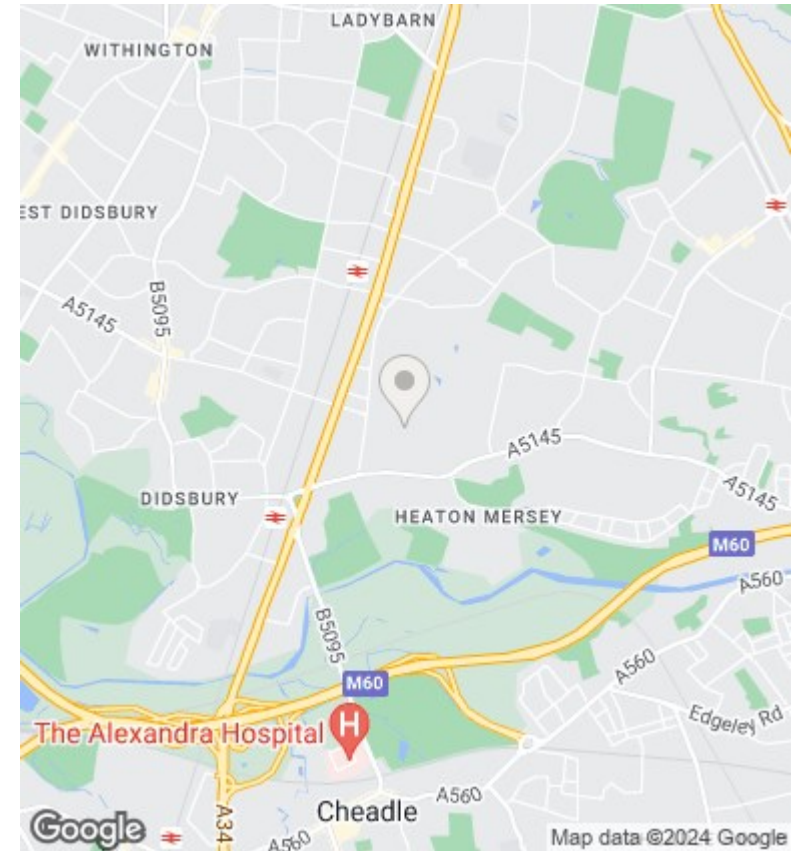 LADYBARN
WITHINGTON
EST DIDSBURY
A5145
B5095
A5145
A5145
DIDSBURY
HEATON MERSEY
M60
A560
B5095
A560
M60
Edgeley Rd
The Alexandra Hospital
H
A560
Cheadle
A34
A560
Google
Map data ©2024 Google